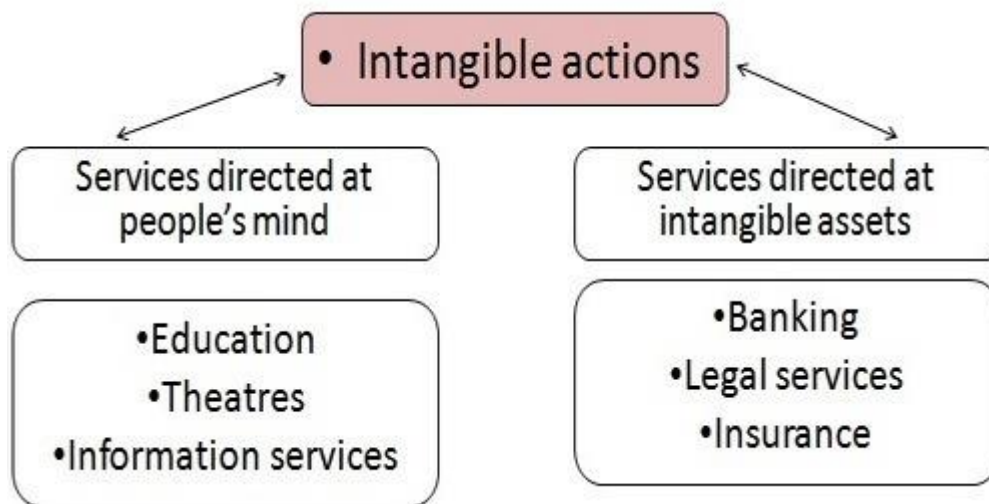 • Intangible actions
Services directed at
people's mind
Services directed at
intangible assets
•Education
•Theatres
•Information services
•Banking
•Legal services
•Insurance